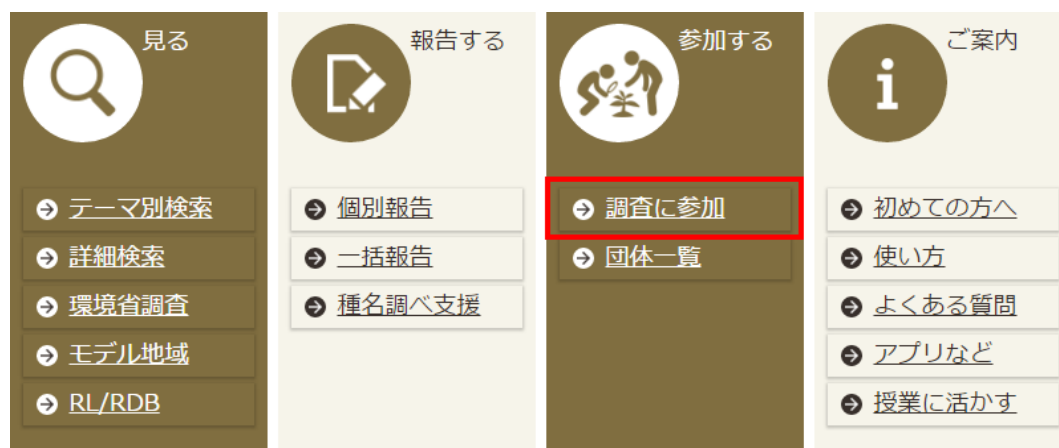 見る
テーマ別検索
詳細検索
環境省調査
モデル地域
RL/RDB
報告する
個別報告
一括報告
種名調べ支援
参加する
調査に参加
団体一覧
ご案内
初めての方へ
使い方
よくある質問
アプリなど
授業に活かす